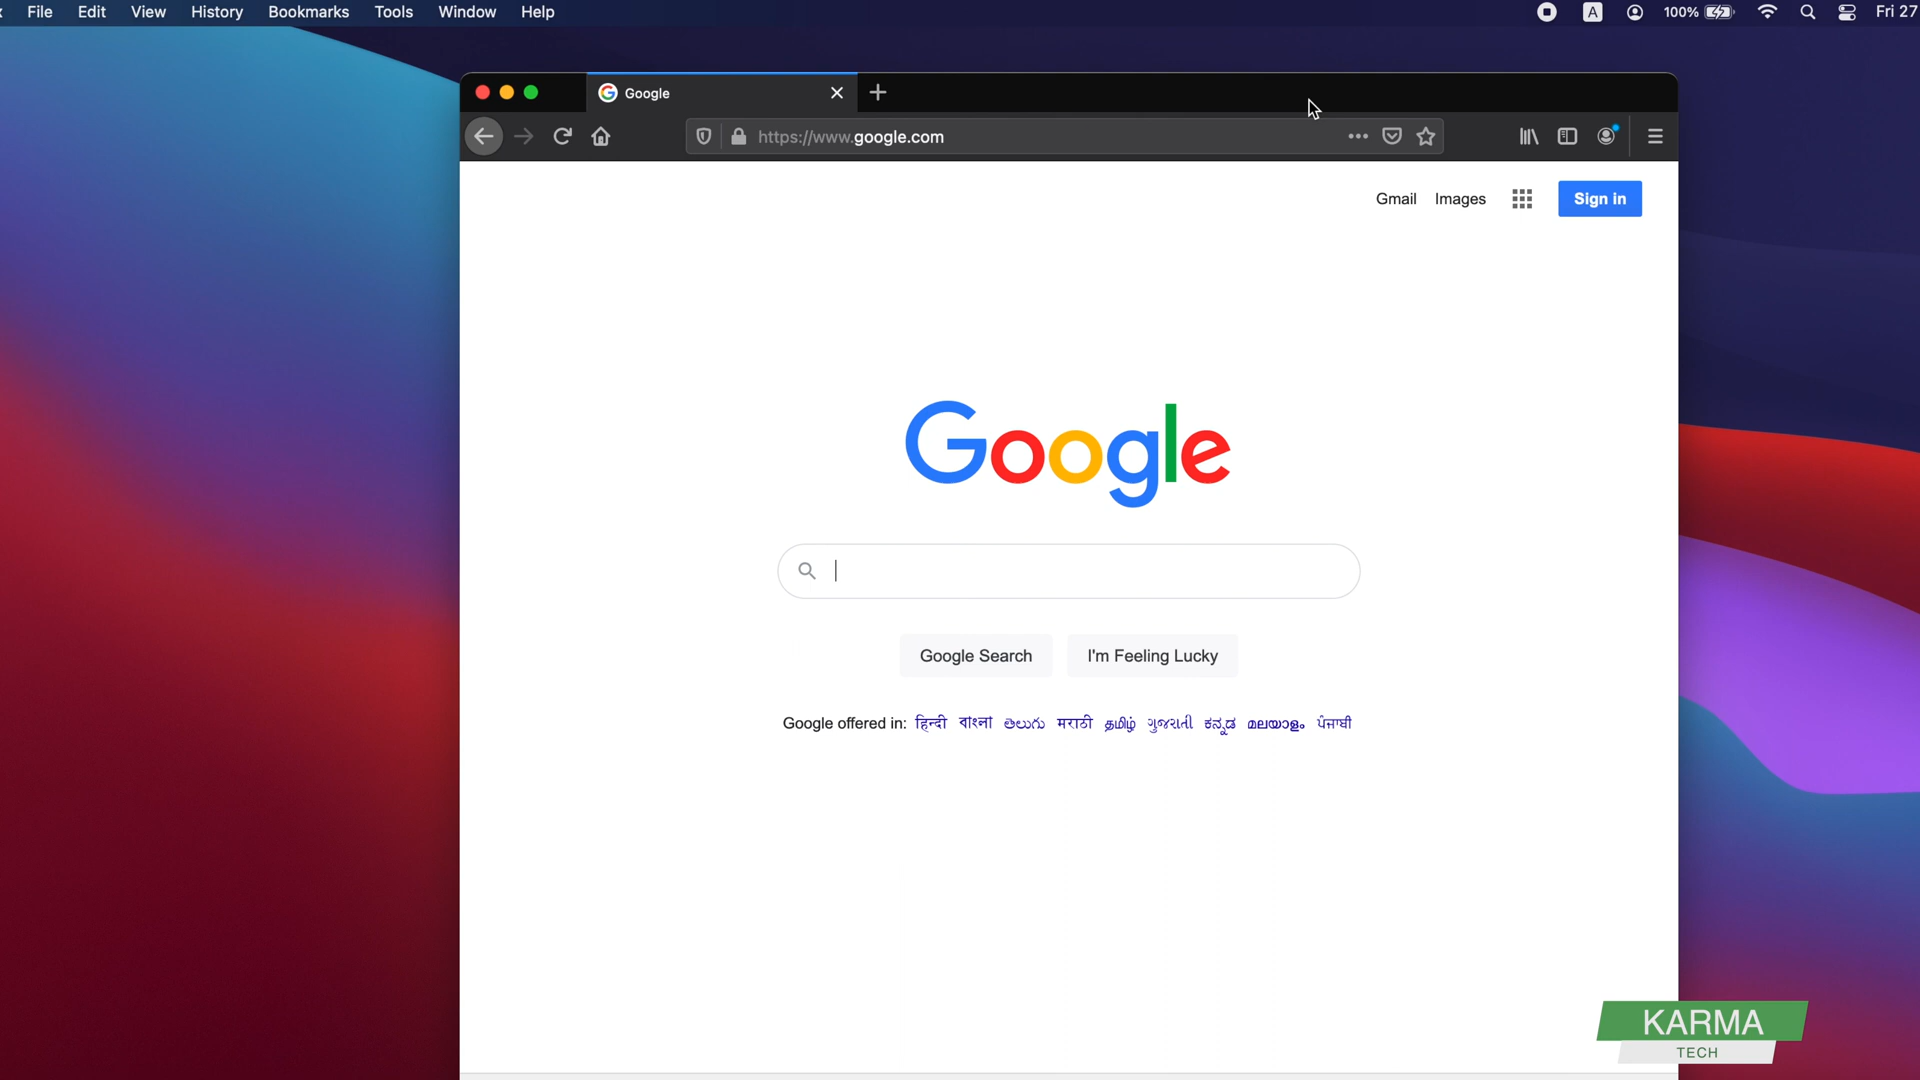 File Edit View History Bookmarks Tools Window Help A 100% Fri 27
Google
https://www.google.com
Gmail Images Sign in
Google
Google Search I'm Feeling Lucky
Google offered in: हिन्दी বাংলা తెలుగు मराठी தமிழ் ગુજરાતી ಕನ್ನಡ മലയാളം ਪੰਜਾਬੀ
KARMA
TECH